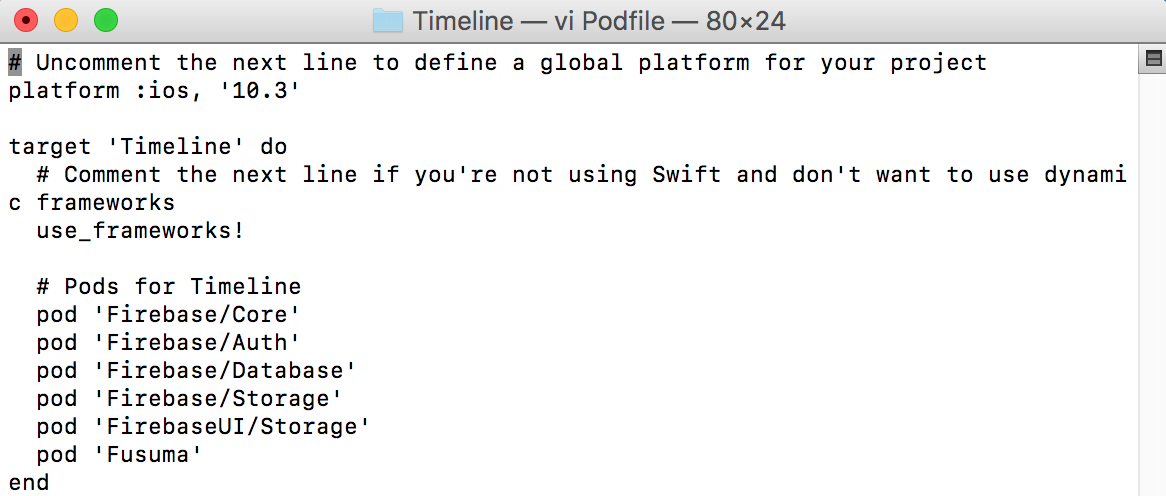 Timeline — vi Podfile — 80×24
# Uncomment the next line to define a global platform for your project
platform :ios, '10.3'
target 'Timeline' do
  # Comment the next line if you're not using Swift and don't want to use dynami
c frameworks
  use_frameworks!
  # Pods for Timeline
  pod 'Firebase/Core'
  pod 'Firebase/Auth'
  pod 'Firebase/Database'
  pod 'Firebase/Storage'
  pod 'FirebaseUI/Storage'
  pod 'Fusuma'
end